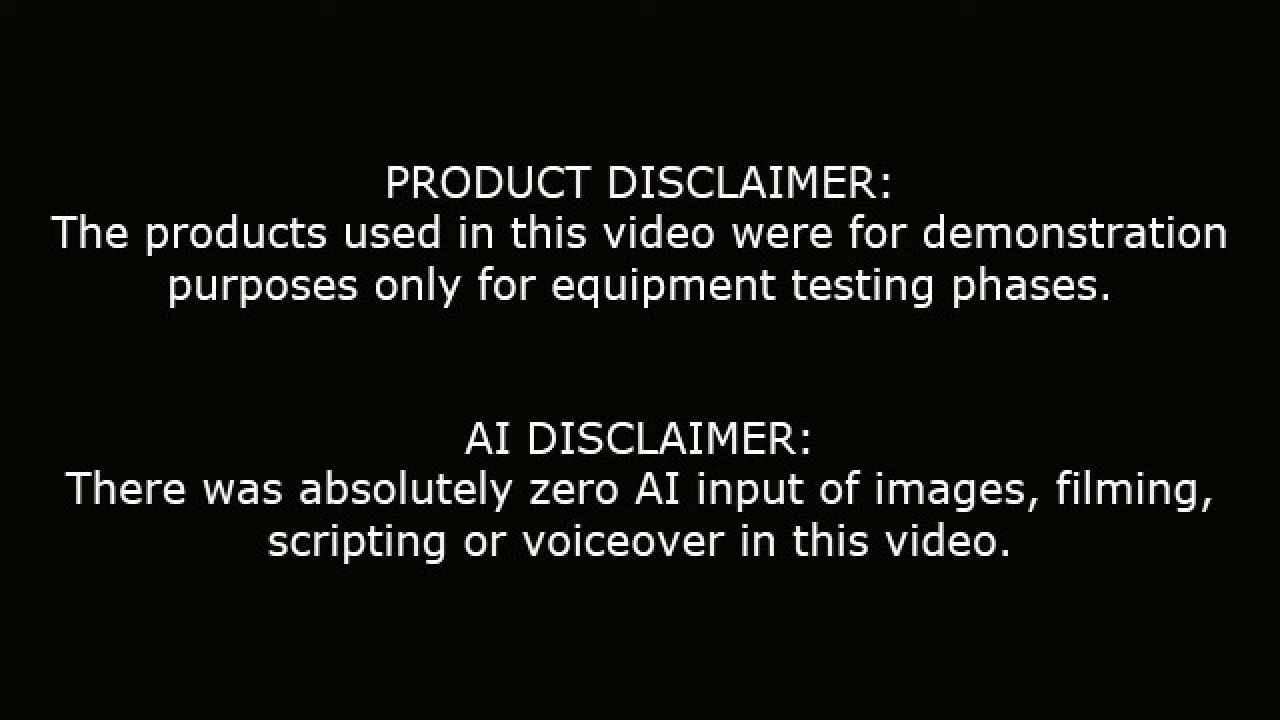 PRODUCT DISCLAIMER:
The products used in this video were for demonstration
purposes only for equipment testing phases.
AI DISCLAIMER:
There was absolutely zero AI input of images, filming,
scripting or voiceover in this video.